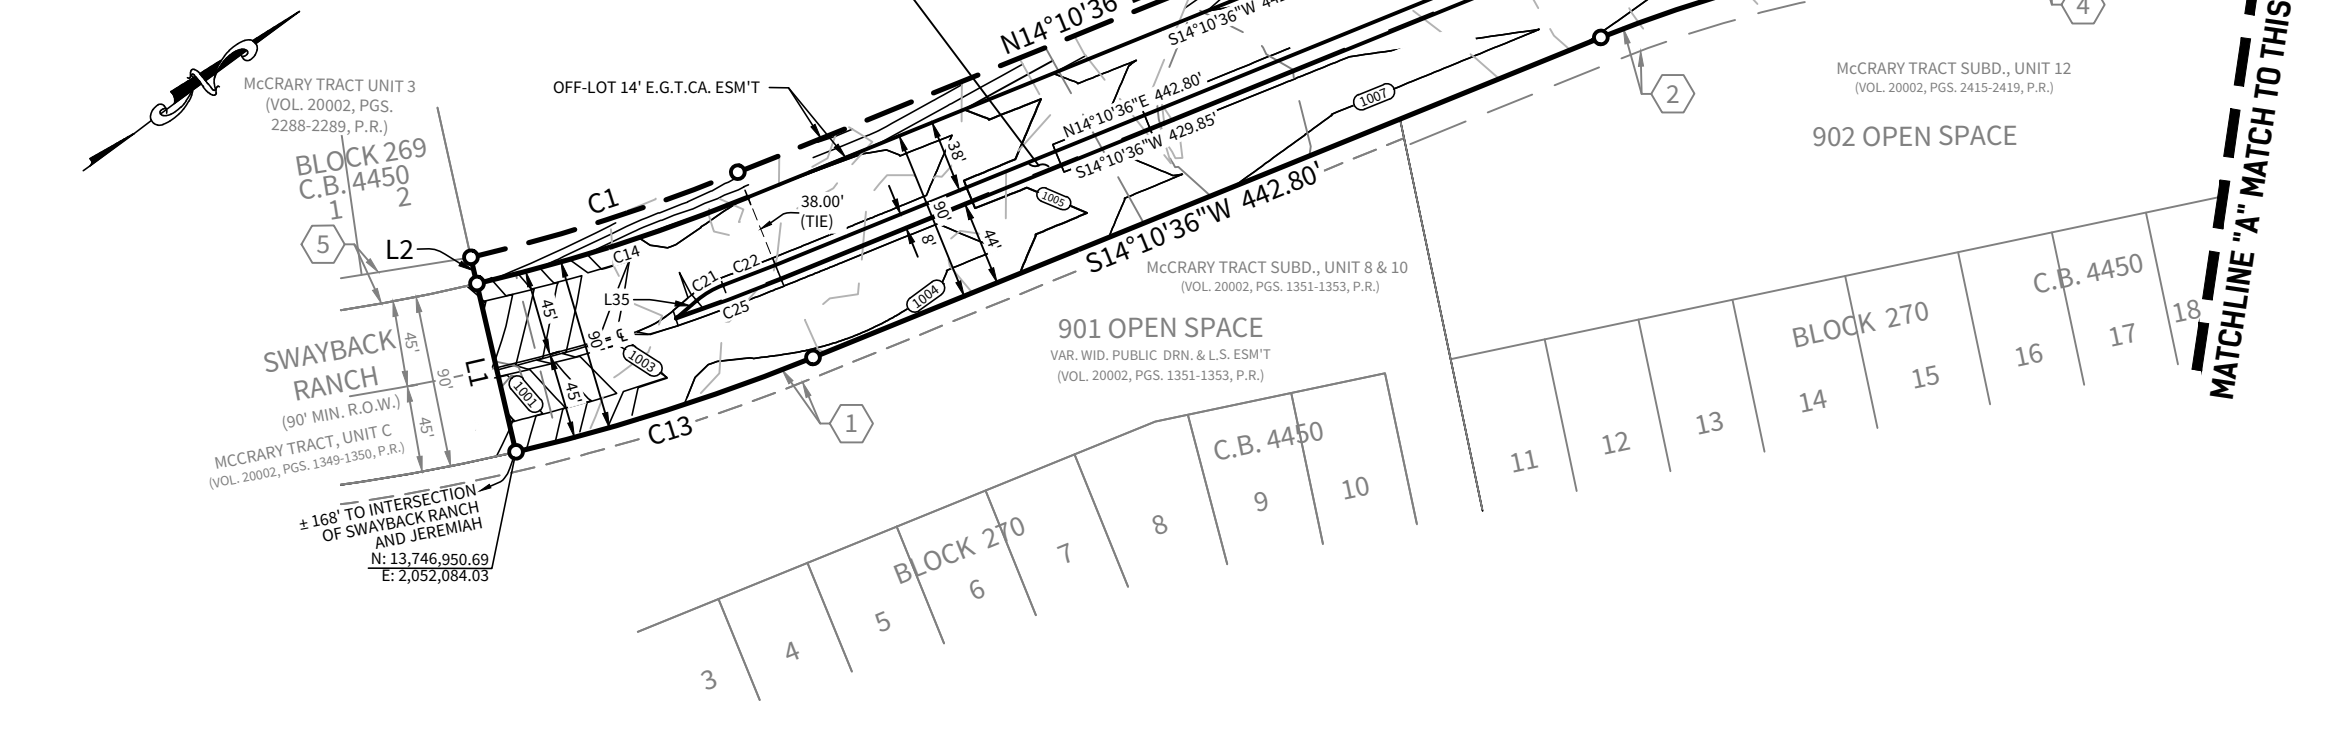 N14°10'36
S14°10'36"W 44
4
MATCHLINE "A" MATCH TO THIS
McCRARY TRACT UNIT 3
(VOL. 20002, PGS.
2288-2289, P.R.)
BLOCK 269
C.B. 4450
1
2
OFF-LOT 14' E.G.T.CA. ESM'T
N14°10'36"E 442.80'
S14°10'36"W 429.85'
1007
2
McCRARY TRACT SUBD., UNIT 12
(VOL. 20002, PGS. 2415-2419, P.R.)
902 OPEN SPACE
C1
38.00'
(TIE)
38'
90'
8'
44'
1005
S14°10'36"W 442.80'
5
L2
C14
C21
C22
C25
L35
1004
45'
90'
45'
℄
1003
1001
L1
C13
1
SWAYBACK
RANCH
(90' MIN. R.O.W.)
MCCRARY TRACT, UNIT C
(VOL. 20002, PGS. 1349-1350, P.R.)
45'
90'
45'
± 168' TO INTERSECTION
OF SWAYBACK RANCH
AND JEREMIAH
N: 13,746,950.69
E: 2,052,084.03
McCRARY TRACT SUBD., UNIT 8 & 10
(VOL. 20002, PGS. 1351-1353, P.R.)
901 OPEN SPACE
VAR. WID. PUBLIC DRN. & L.S. ESM'T
(VOL. 20002, PGS. 1351-1353, P.R.)
BLOCK 270
C.B. 4450
3
4
5
6
7
8
9
10
BLOCK 270
C.B. 4450
11
12
13
14
15
16
17
18